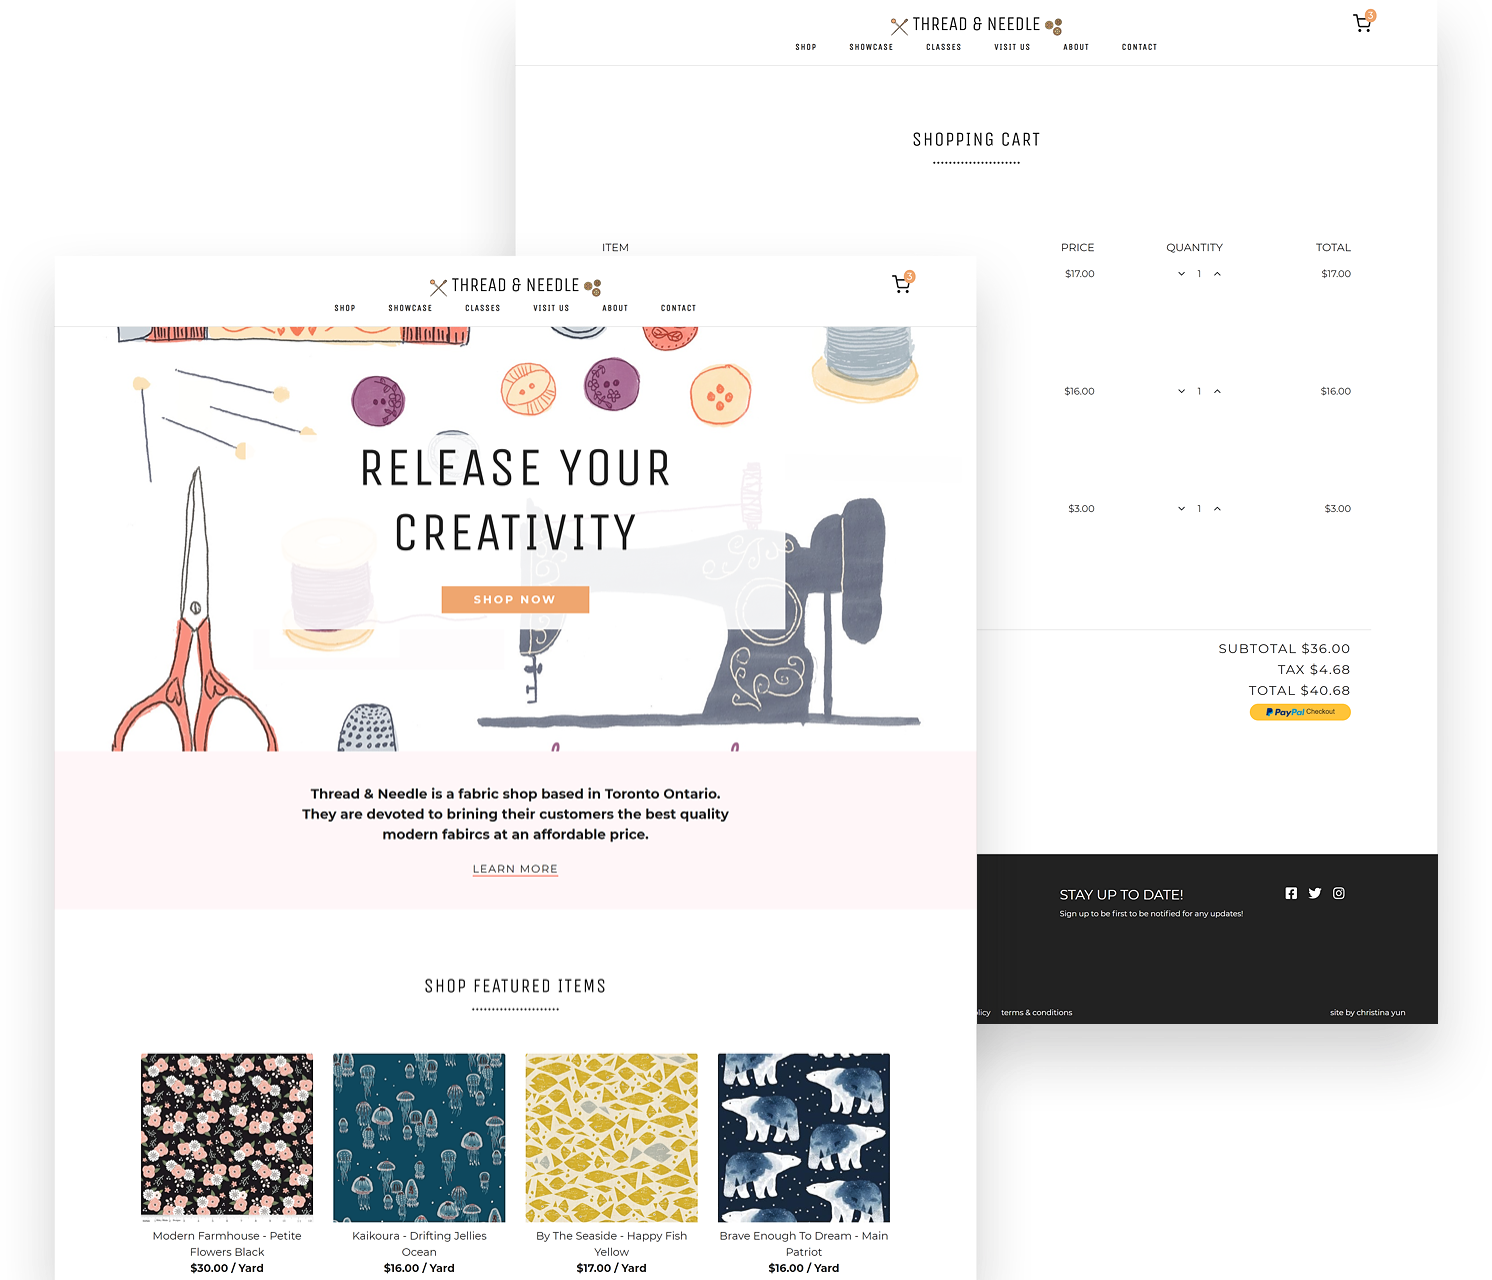 THREAD & NEEDLE
3
SHOP SHOWCASE CLASSES VISIT US ABOUT CONTACT
SHOPPING CART
ITEM PRICE QUANTITY TOTAL
$17.00 1 $17.00
$16.00 1 $16.00
$3.00 1 $3.00
SUBTOTAL $36.00
TAX $4.68
TOTAL $40.68
PayPal Checkout
STAY UP TO DATE!
Sign up to be first to be notified for any updates!
terms & conditions
site by christina yun
THREAD & NEEDLE
3
SHOP SHOWCASE CLASSES VISIT US ABOUT CONTACT
RELEASE YOUR
CREATIVITY
SHOP NOW
Thread & Needle is a fabric shop based in Toronto Ontario.
They are devoted to brining their customers the best quality
modern fabircs at an affordable price.
LEARN MORE
SHOP FEATURED ITEMS
Modern Farmhouse - Petite
Flowers Black
$30.00 / Yard
Kaikoura - Drifting Jellies
Ocean
$16.00 / Yard
By The Seaside - Happy Fish
Yellow
$17.00 / Yard
Brave Enough To Dream - Main
Patriot
$16.00 / Yard